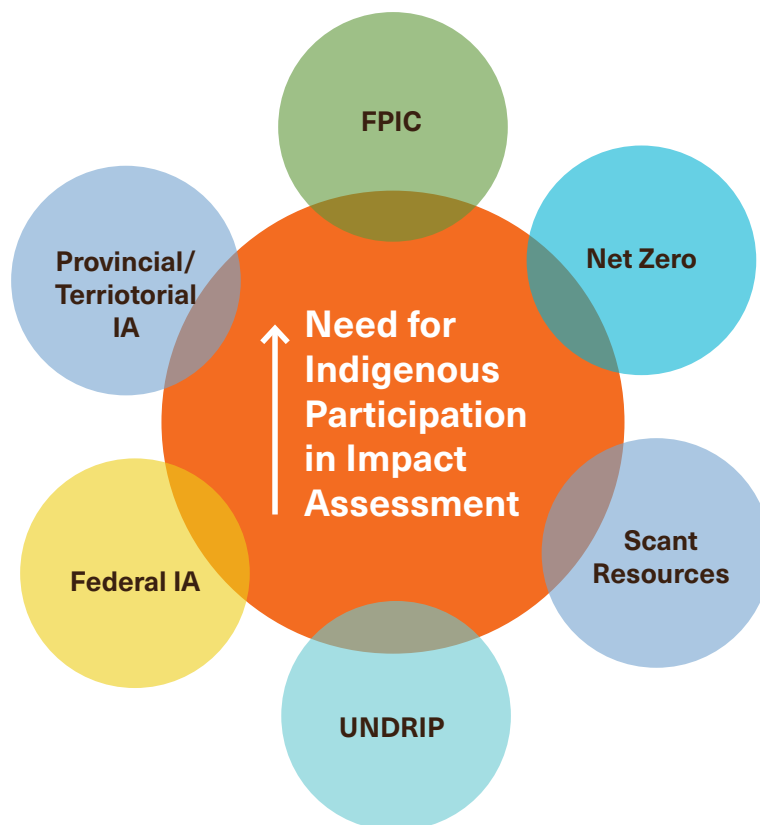 FPIC
Net Zero
Provincial/
Terriotorial
IA
Need for
Indigenous
Participation
in Impact
Assessment
Scant
Resources
Federal IA
UNDRIP